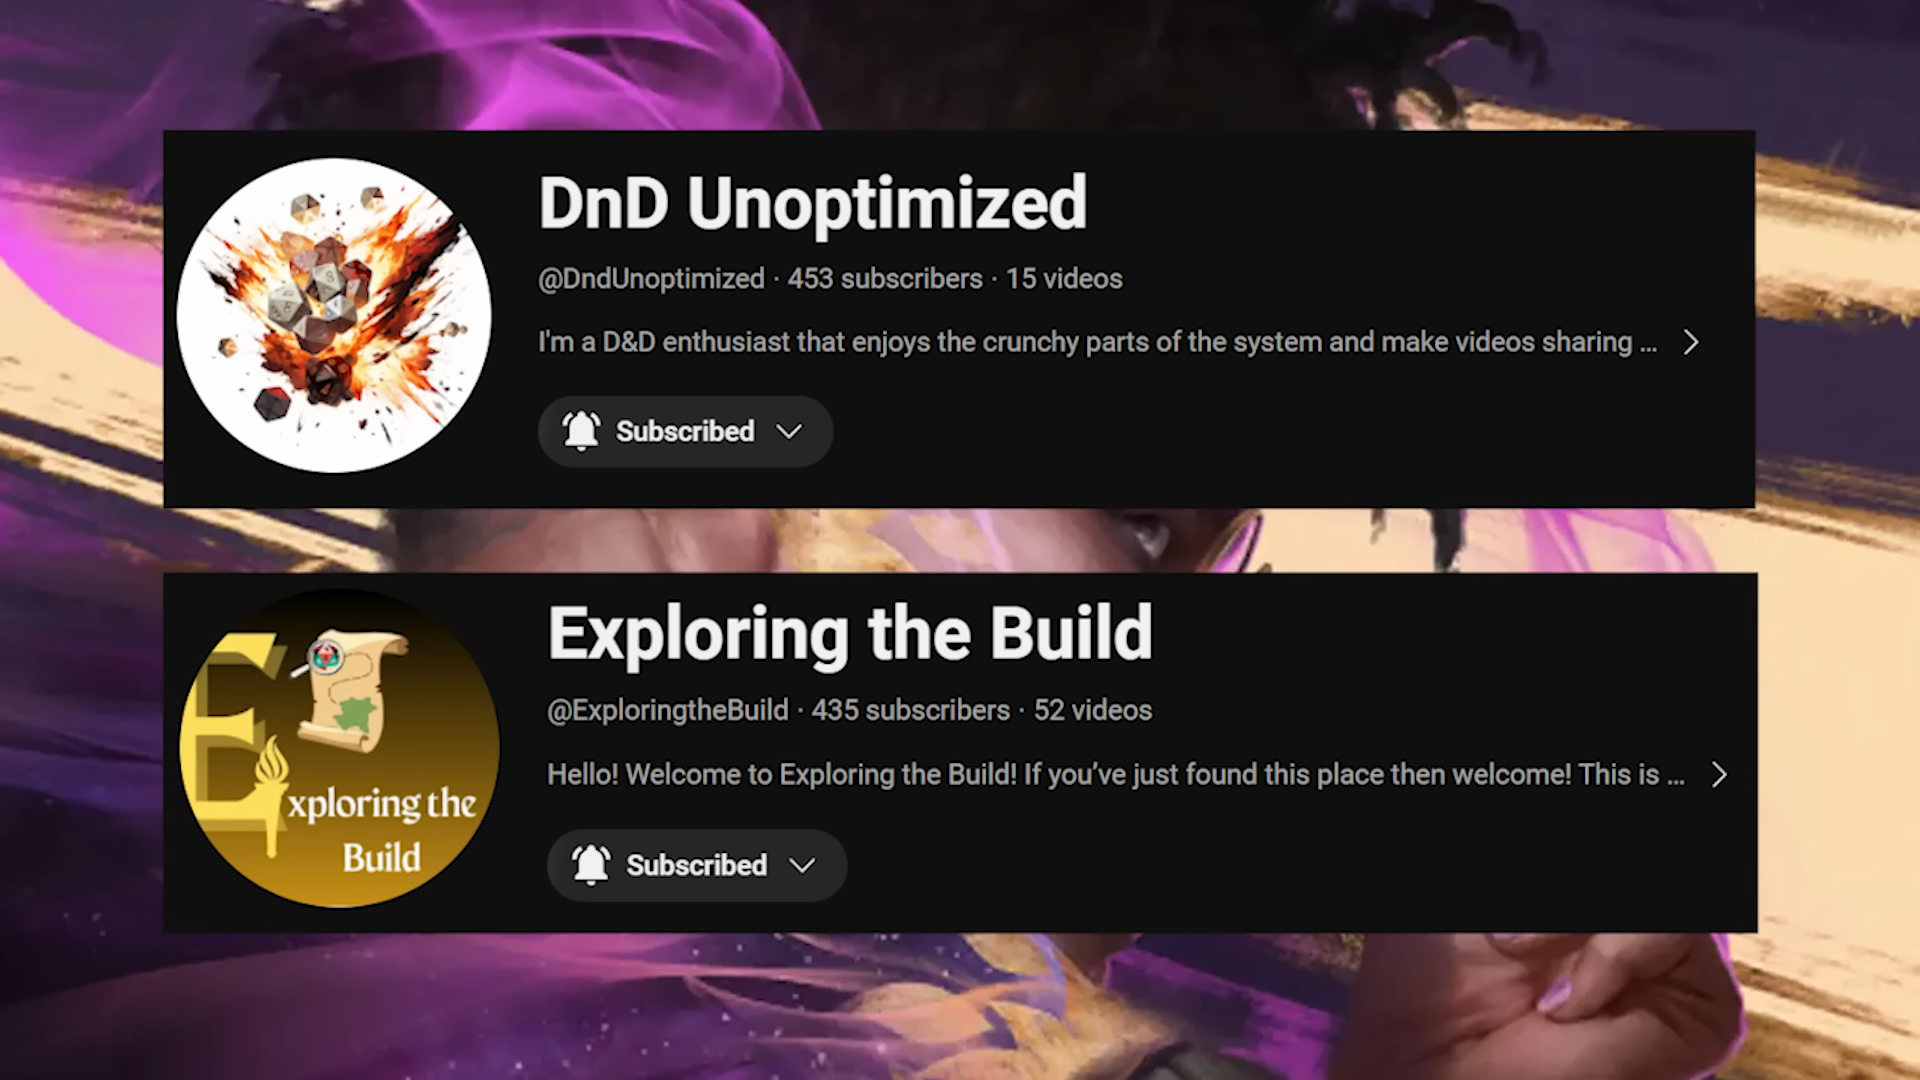 DnD Unoptimized
@DndUnoptimized · 453 subscribers · 15 videos
I'm a D&D enthusiast that enjoys the crunchy parts of the system and make videos sharing ...
Subscribed
Exploring the Build
@ExploringtheBuild · 435 subscribers · 52 videos
Hello! Welcome to Exploring the Build! If you’ve just found this place then welcome! This is ...
Exploring the
Build
Subscribed